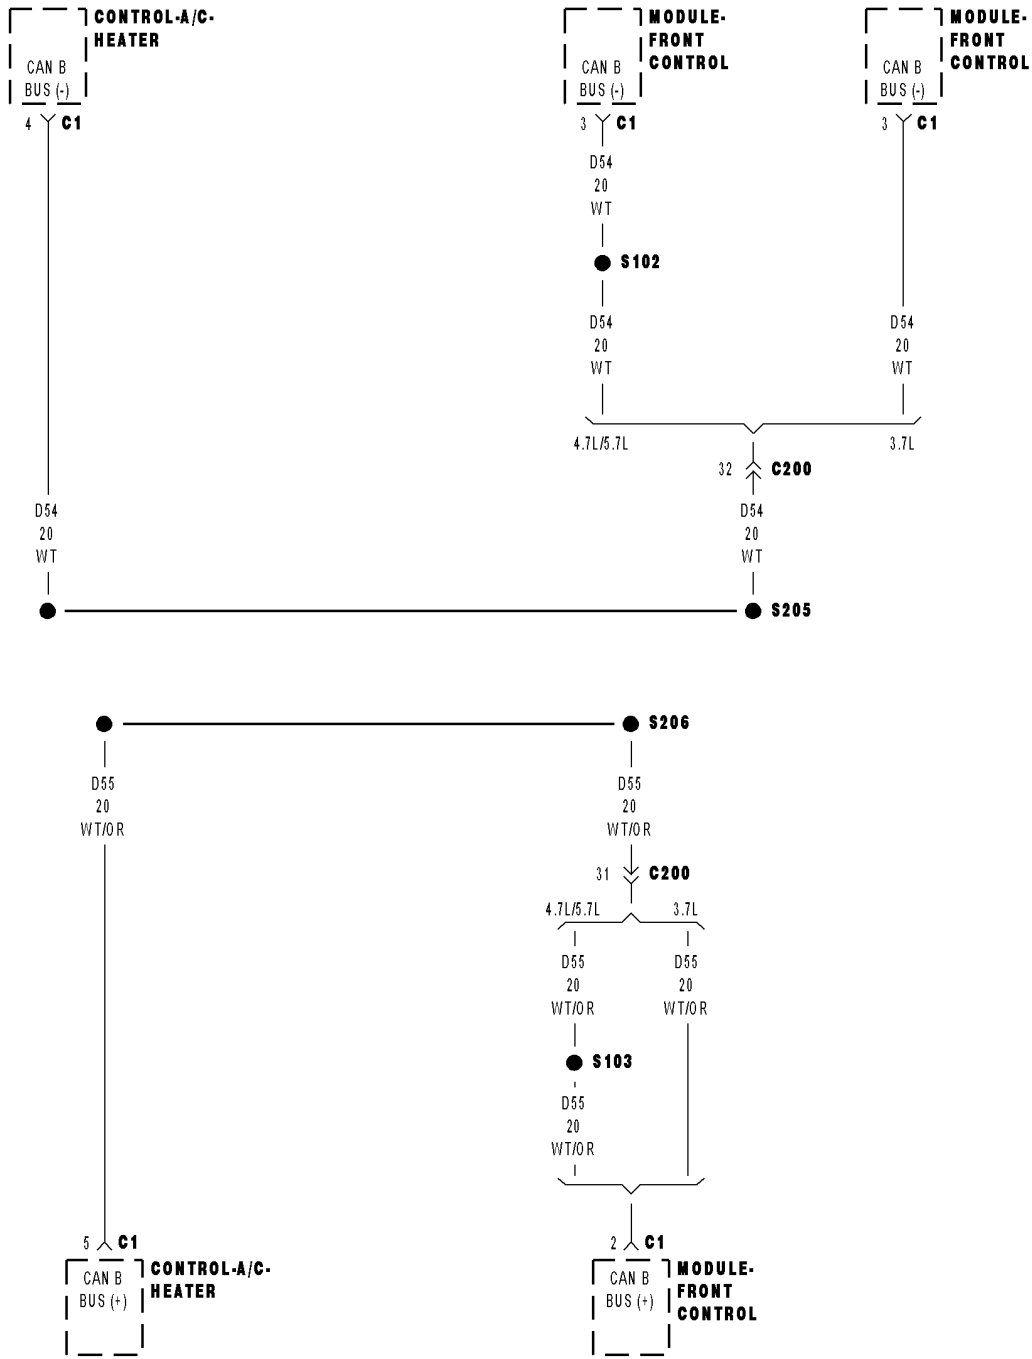 CONTROL-A/C-
HEATER
CAN B
BUS (-)
4 C1
MODULE-
FRONT
CONTROL
CAN B
BUS (-)
3 C1
MODULE-
FRONT
CONTROL
CAN B
BUS (-)
3 C1
D54
20
WT
S102
D54
20
WT
D54
20
WT
4.7L/5.7L
3.7L
32 C200
D54
20
WT
D54
20
WT
S205
S206
D55
20
WT/OR
D55
20
WT/OR
31 C200
4.7L/5.7L
3.7L
D55
20
WT/OR
D55
20
WT/OR
S103
D55
20
WT/OR
5 C1
CONTROL-A/C-
HEATER
CAN B
BUS (+)
2 C1
MODULE-
FRONT
CONTROL
CAN B
BUS (+)